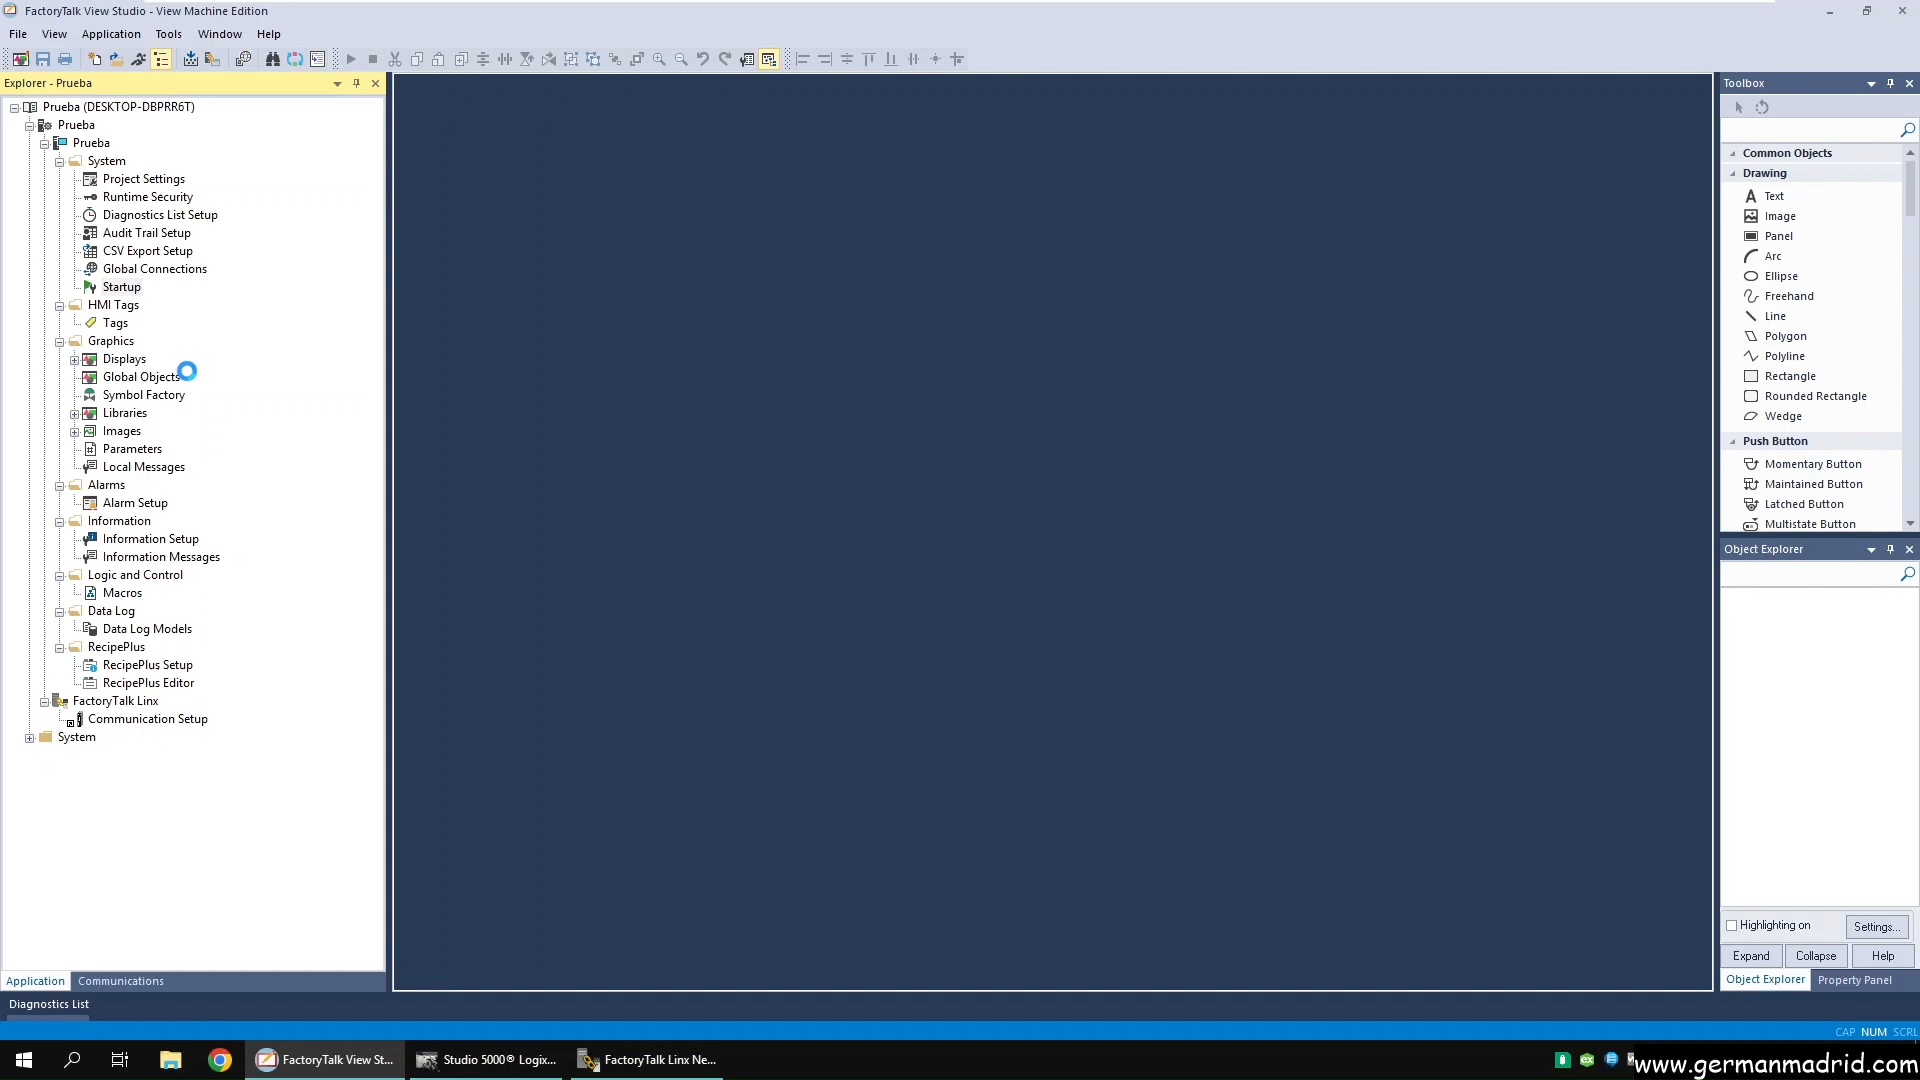 FactoryTalk View Studio - View Machine Edition
File View Application Tools Window Help
Explorer - Prueba
Prueba (DESKTOP-DBPRR6T)
Prueba
Prueba
System
Project Settings
Runtime Security
Diagnostics List Setup
Audit Trail Setup
CSV Export Setup
Global Connections
Startup
HMI Tags
Tags
Graphics
Displays
Global Objects
Symbol Factory
Libraries
Images
Parameters
Local Messages
Alarms
Alarm Setup
Information
Information Setup
Information Messages
Logic and Control
Macros
Data Log
Data Log Models
RecipePlus
RecipePlus Setup
RecipePlus Editor
FactoryTalk Linx
Communication Setup
System
Application Communications
Diagnostics List
Toolbox
Common Objects
Drawing
Text
Image
Panel
Arc
Ellipse
Freehand
Line
Polygon
Polyline
Rectangle
Rounded Rectangle
Wedge
Push Button
Momentary Button
Maintained Button
Latched Button
Multistate Button
Object Explorer
Highlighting on Settings...
Expand Collapse Help
Object Explorer Property Panel
CAP NUM SCRL
FactoryTalk View St... Studio 5000® Logix... FactoryTalk Linx Ne...
www.germanmadrid.com